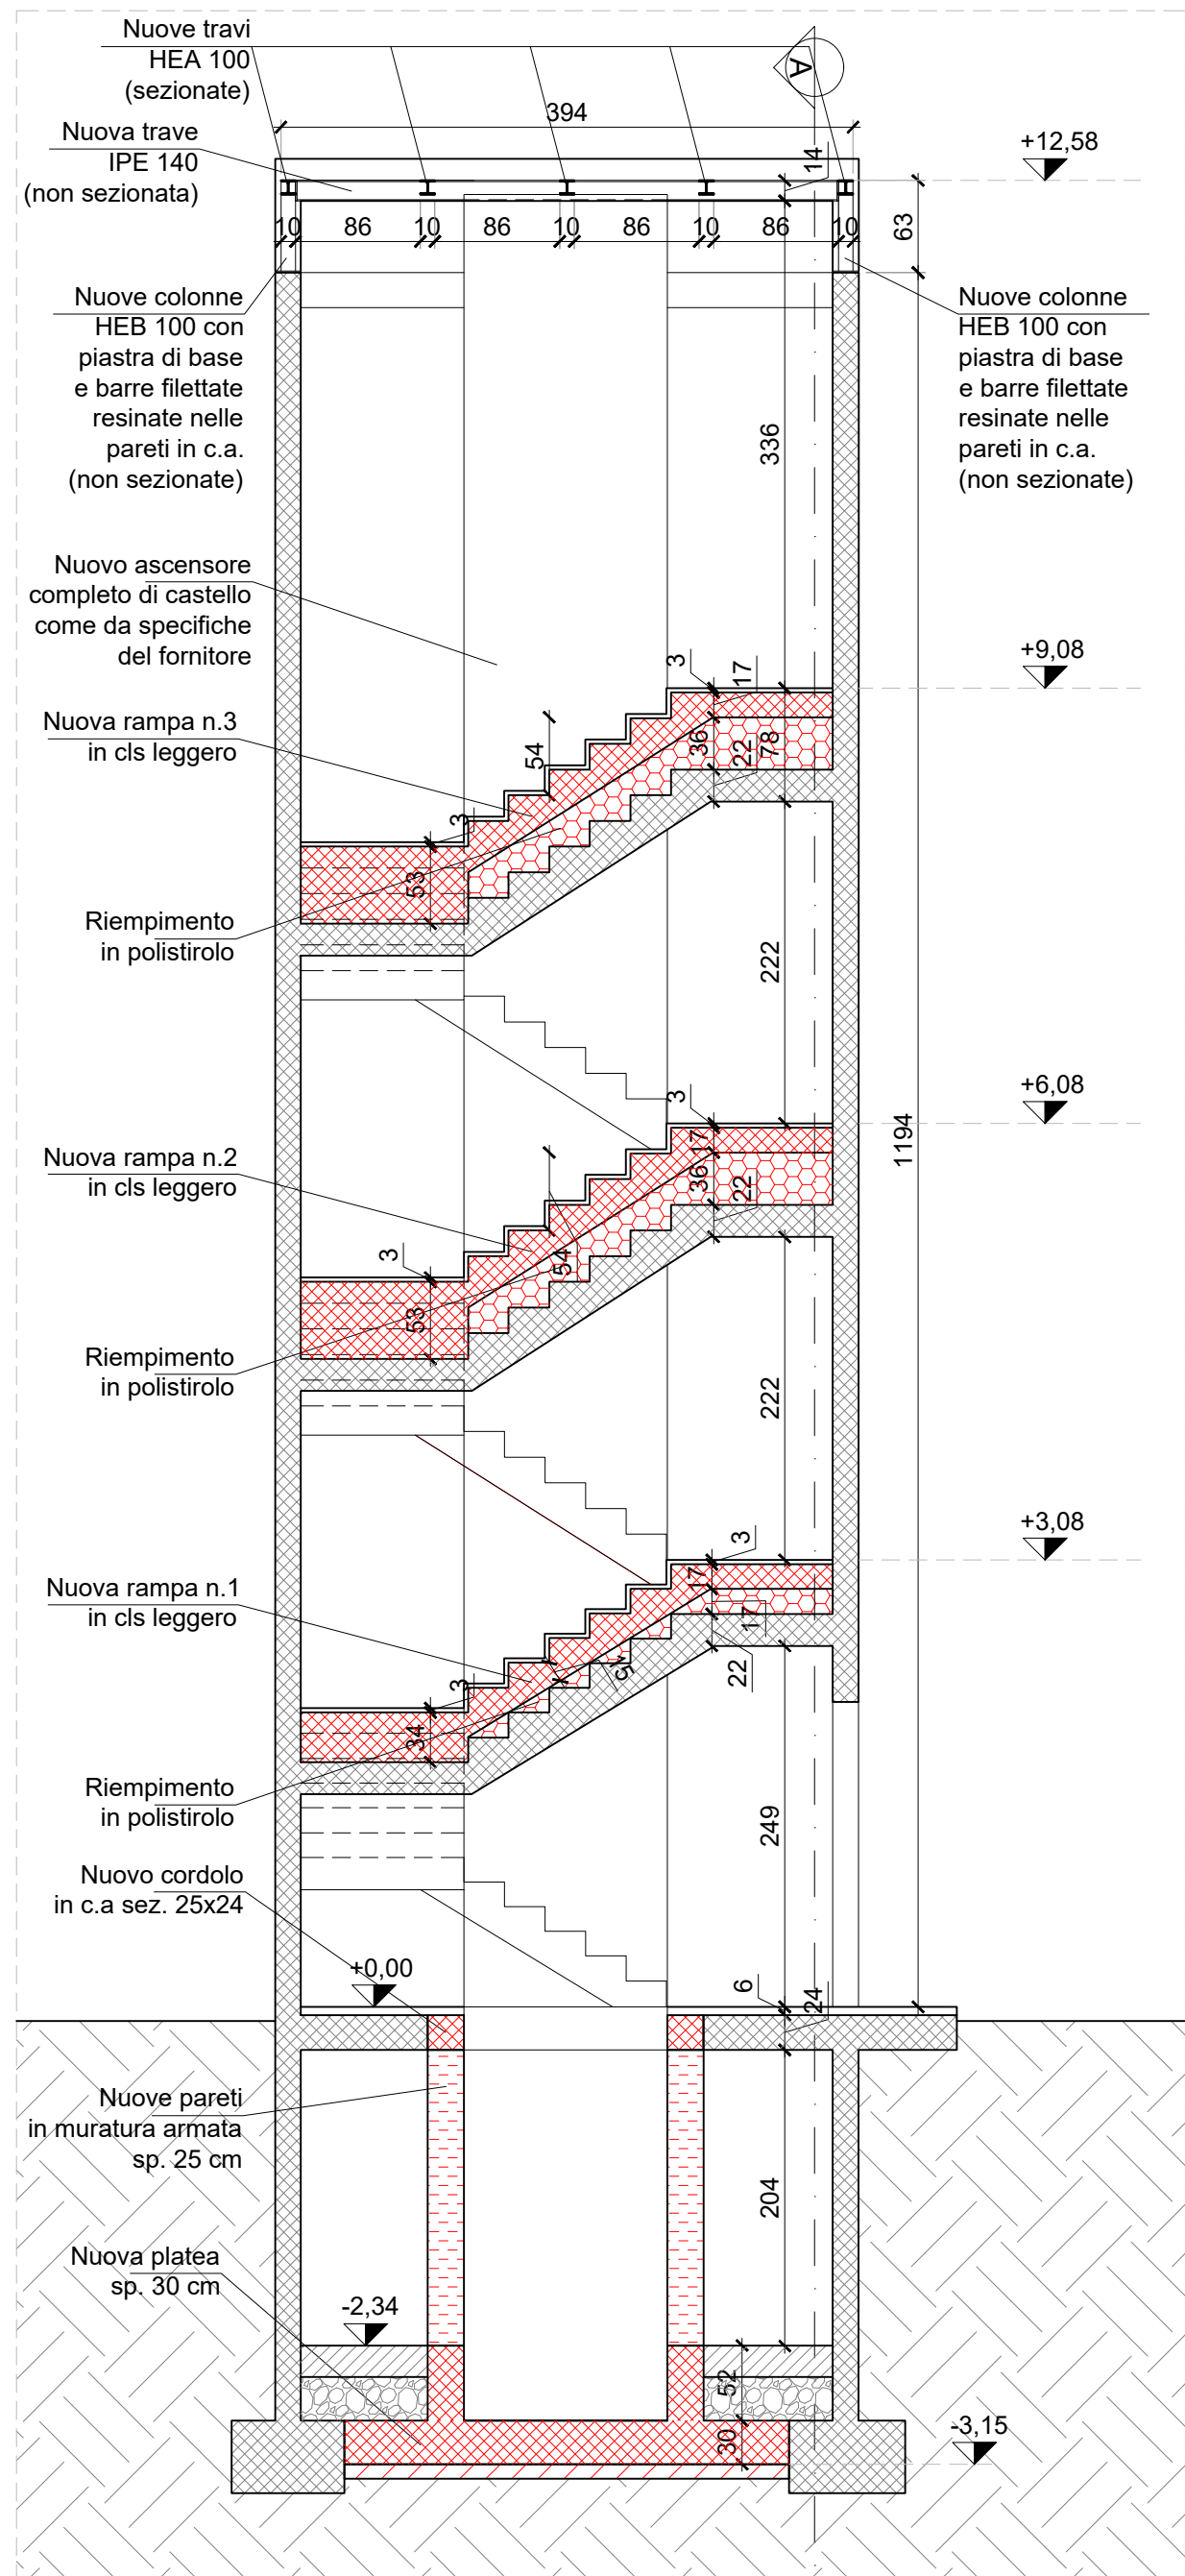 Nuove travi
HEA 100
(sezionate)
A
394
Nuova trave
IPE 140
(non sezionata)
14
+12,58
10
86
10
86
10
86
10
86
10
63
Nuove colonne
HEB 100 con
piastra di base
e barre filettate
resinate nelle
pareti in c.a.
(non sezionate)
Nuove colonne
HEB 100 con
piastra di base
e barre filettate
resinate nelle
pareti in c.a.
(non sezionate)
336
Nuovo ascensore
completo di castello
come da specifiche
del fornitore
3
17
+9,08
Nuova rampa n.3
in cls leggero
54
36
22
78
3
53
Riempimento
in polistirolo
222
3
+6,08
1194
Nuova rampa n.2
in cls leggero
17
36
22
3
54
53
Riempimento
in polistirolo
222
3
+3,08
Nuova rampa n.1
in cls leggero
17
17
15
22
3
34
Riempimento
in polistirolo
249
Nuovo cordolo
in c.a sez. 25x24
+0,00
6
24
Nuove pareti
in muratura armata
sp. 25 cm
204
Nuova platea
sp. 30 cm
-2,34
52
30
-3,15